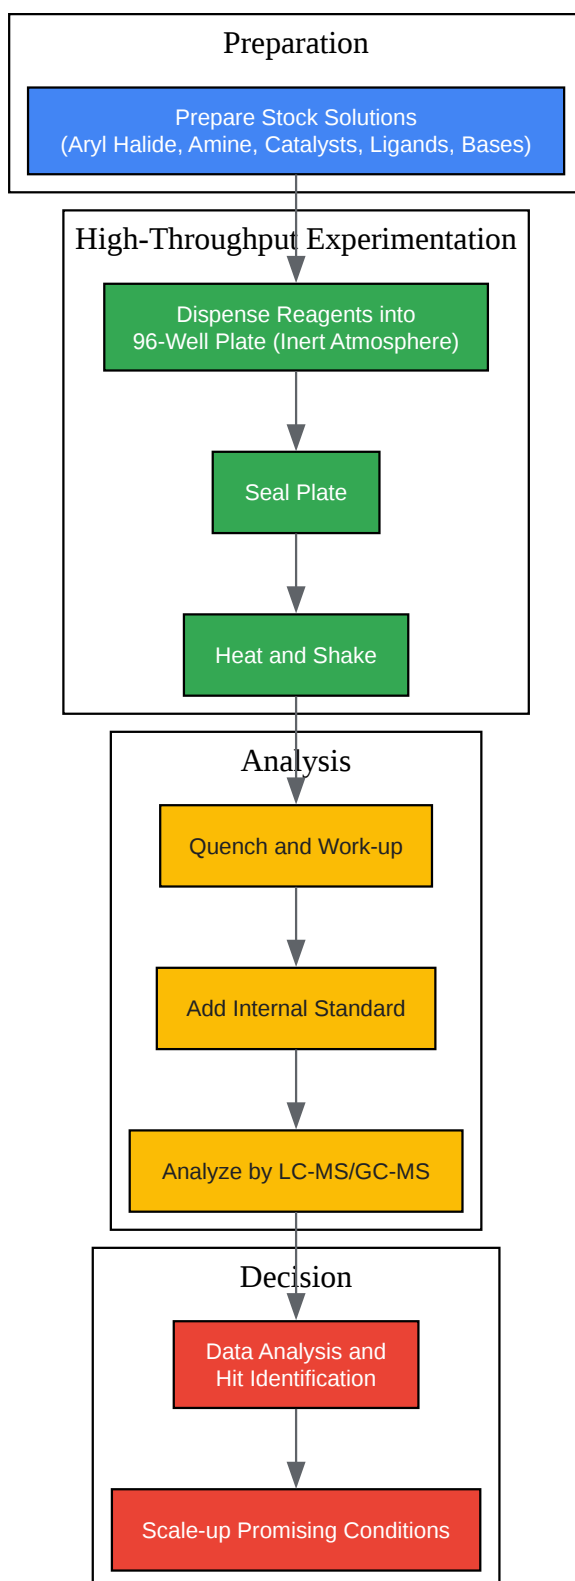 Preparation
Prepare Stock Solutions
(Aryl Halide, Amine, Catalysts, Ligands, Bases)
High-Throughput Experimentation
Dispense Reagents into
96-Well Plate (Inert Atmosphere)
Seal Plate
Heat and Shake
Analysis
Quench and Work-up
Add Internal Standard
Analyze by LC-MS/GC-MS
Decision
Data Analysis and
Hit Identification
Scale-up Promising Conditions